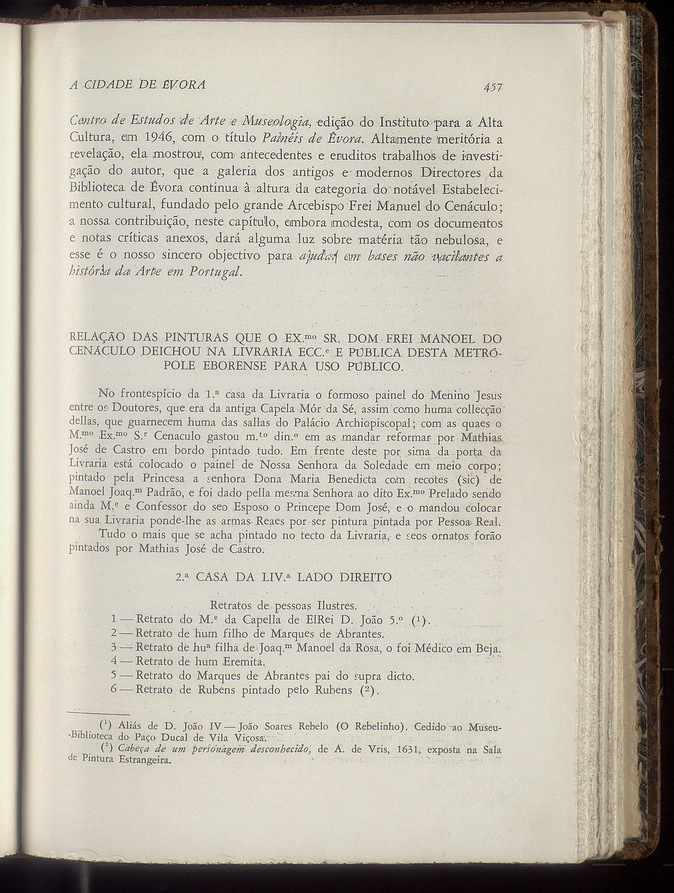 A CIDADE DE ÉVORA 457
Centro de Estudos de Arte e Museologia, edição do Instituto para a Alta
Cultura, em 1946, com o título Painéis de Évora. Altamente meritória a
revelação, ela mostrou, com antecedentes e eruditos trabalhos de investi-
gação do autor, que a galeria dos antigos e modernos Directores da
Biblioteca de Évora continua à altura da categoria do notável Estabeleci-
mento cultural, fundado pelo grande Arcebispo Frei Manuel do Cenáculo;
a nossa contribuição, neste capítulo, embora modesta, com os documentos
e notas críticas anexos, dará alguma luz sobre matéria tão nebulosa, e
esse é o nosso sincero objectivo para ajudar em bases não vacilantes a
história da Arte em Portugal.
RELAÇÃO DAS PINTURAS QUE O EX.mo SR. DOM FREI MANOEL DO
CENÁCULO DEICHOU NA LIVRARIA ECC.e E PÚBLICA DESTA METRÓ-
POLE EBORENSE PARA USO PÚBLICO.
No frontespício da 1.ª casa da Livraria o formoso painel do Menino Jesus
entre os Doutores, que era da antiga Capela Mór da Sé, assim como huma collecção
dellas, que guarnecem huma das sallas do Palácio Archiopiscopal; com as quaes o
M.mo Ex.mo S.r Cenaculo gastou m.to din.o em as mandar reformar por Mathias
José de Castro em bordo pintado tudo. Em frente deste por sima da porta da
Livraria está colocado o painel de Nossa Senhora da Soledade em meio corpo;
pintado pela Princesa a senhora Dona Maria Benedicta com recotes (sic) de
Manoel Joaq.m Padrão, e foi dado pella mesma Senhora ao dito Ex.mo Prelado sendo
ainda M.e e Confessor do seo Esposo o Princepe Dom José, e o mandou colocar
na sua Livraria ponde-lhe as armas Reaes por ser pintura pintada por Pessoa Real.
Tudo o mais que se acha pintado no tecto da Livraria, e seos ornatos forão
pintados por Mathias José de Castro.
2.ª CASA DA LIV.ª LADO DIREITO
Retratos de pessoas Ilustres.
1 — Retrato do M.e da Capella de ElRei D. João 5.º (1).
2 — Retrato de hum filho de Marques de Abrantes.
3 — Retrato de huª filha de Joaq.m Manoel da Rosa, o foi Médico em Beja.
4 — Retrato de hum Eremita.
5 — Retrato do Marques de Abrantes pai do supra dicto.
6 — Retrato de Rubens pintado pelo Rubens (2).
(1) Aliás de D. João IV — João Soares Rebelo (O Rebelinho). Cedido ao Museu-
-Biblioteca do Paço Ducal de Vila Viçosa.
(2) Cabeça de um personagem desconhecido, de A. de Vris, 1631, exposta na Sala
de Pintura Estrangeira.